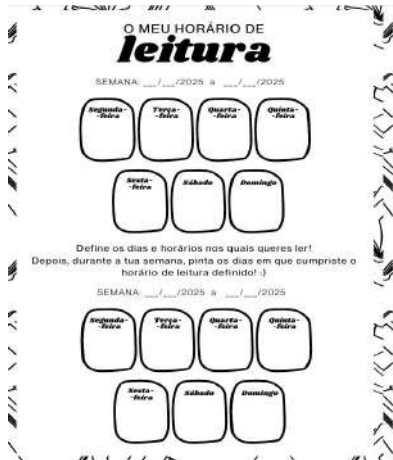 O MEU HORÁRIO DE
leitura
SEMANA: __/__/2025 a __/__/2025
Segunda-
-feira
Terça-
-feira
Quarta-
-feira
Quinta-
-feira
Sexta-
-feira
Sábado
Domingo
Define os dias e horários nos quais queres ler!
Depois, durante a tua semana, pinta os dias em que cumpriste o
horário de leitura definido! :)
SEMANA: __/__/2025 a __/__/2025
Segunda-
-feira
Terça-
-feira
Quarta-
-feira
Quinta-
-feira
Sexta-
-feira
Sábado
Domingo